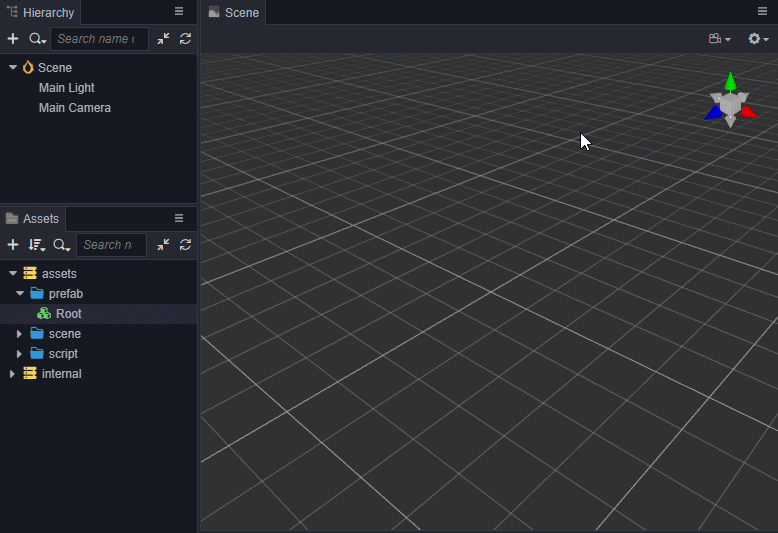 Hierarchy
Search name c
Scene
Main Light
Main Camera
Assets
Search n
assets
prefab
Root
scene
script
internal
Scene